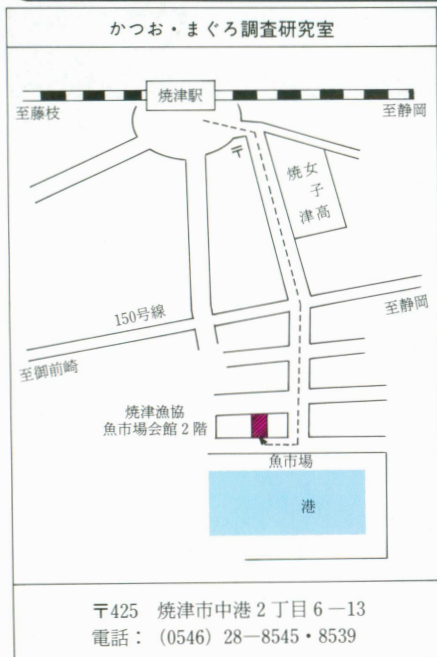 かつお・まぐろ調査研究室
焼津駅
至藤枝
至静岡
〒
焼津
女子高
150号線
至静岡
至御前崎
焼津漁協
魚市場会館2階
魚市場
港
〒425 焼津市中港2丁目6―13
電話：(0546) 28―8545・8539